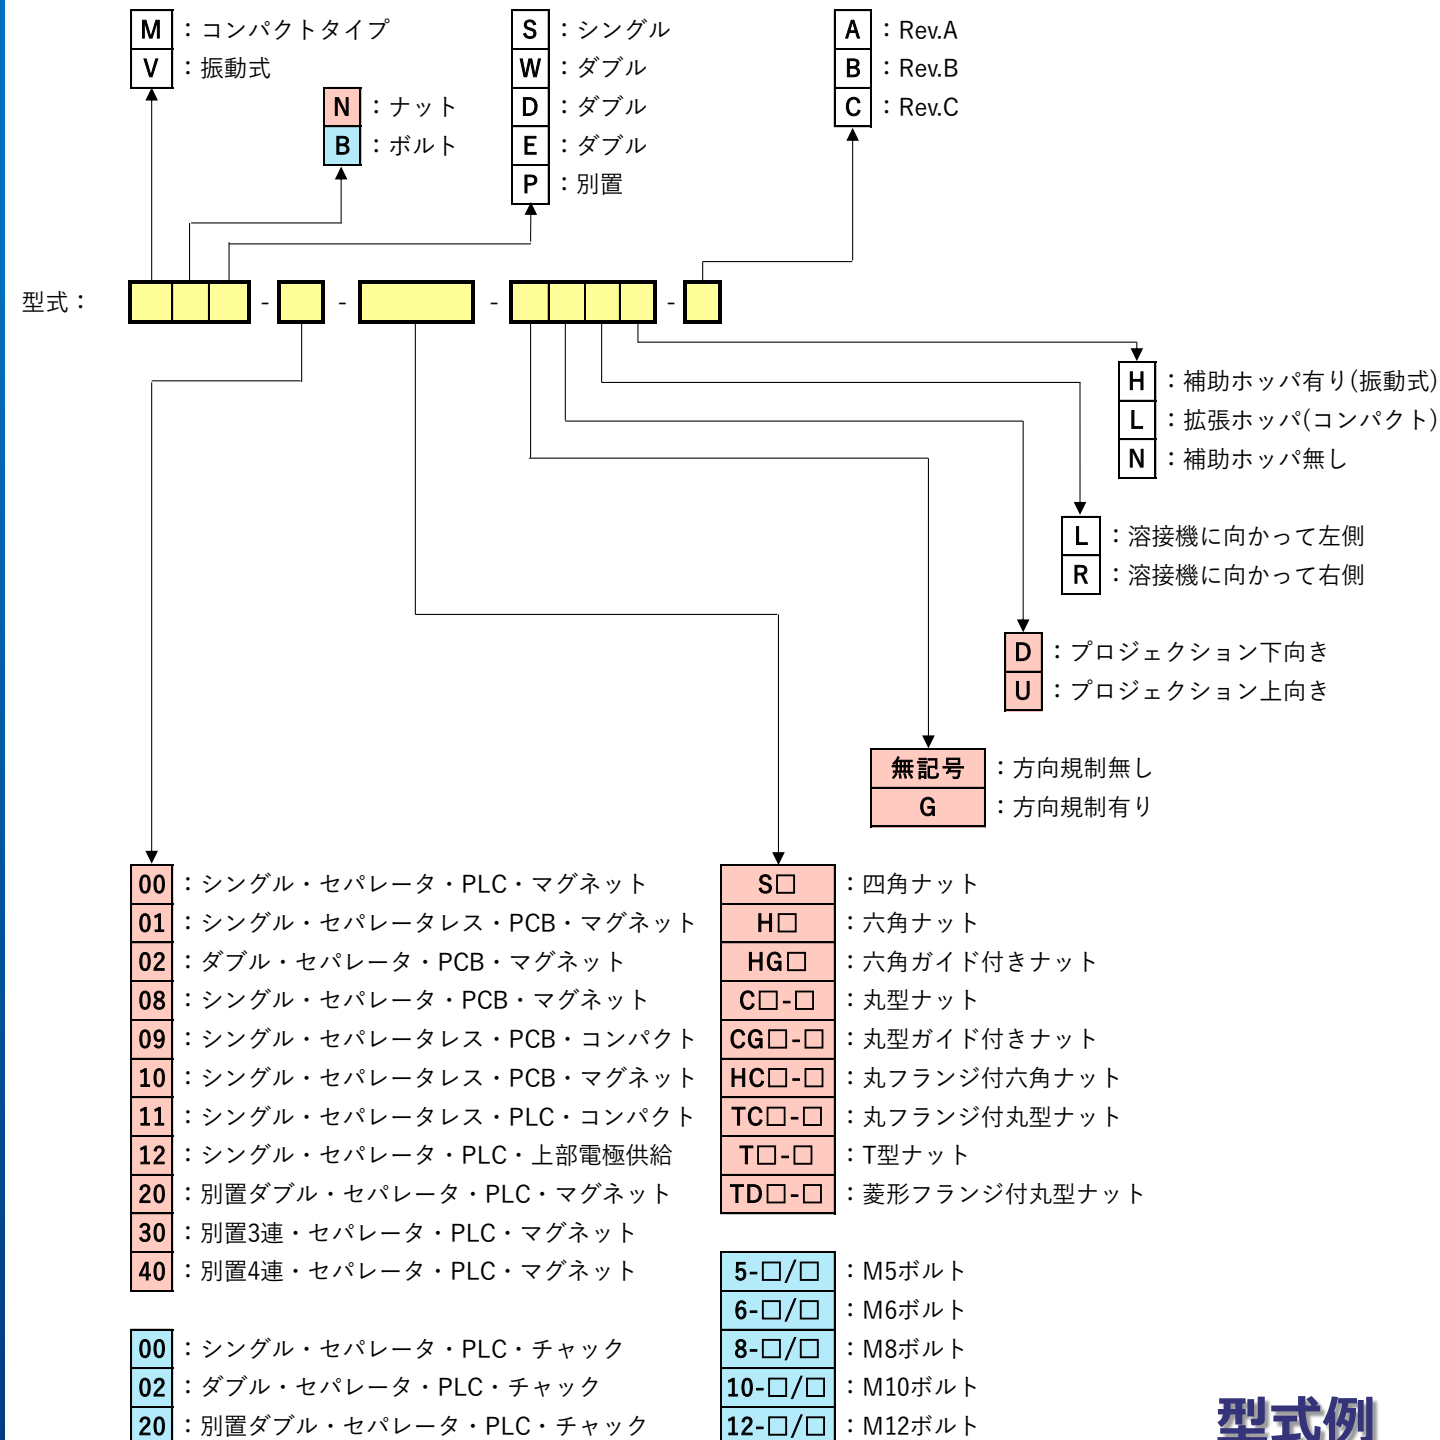 M：コンパクトタイプ
V：振動式
N：ナット
B：ボルト
S：シングル
W：ダブル
D：ダブル
E：ダブル
P：別置
A：Rev.A
B：Rev.B
C：Rev.C
型式： - - - -
H：補助ホッパ有り(振動式)
L：拡張ホッパ(コンパクト)
N：補助ホッパ無し
L：溶接機に向かって左側
R：溶接機に向かって右側
D：プロジェクション下向き
U：プロジェクション上向き
無記号：方向規制無し
G：方向規制有り
00：シングル・セパレータ・PLC・マグネット
01：シングル・セパレータレス・PCB・マグネット
02：ダブル・セパレータ・PCB・マグネット
08：シングル・セパレータ・PCB・マグネット
09：シングル・セパレータレス・PCB・コンパクト
10：シングル・セパレータレス・PCB・マグネット
11：シングル・セパレータレス・PLC・コンパクト
12：シングル・セパレータ・PLC・上部電極供給
20：別置ダブル・セパレータ・PLC・マグネット
30：別置3連・セパレータ・PLC・マグネット
40：別置4連・セパレータ・PLC・マグネット
00：シングル・セパレータ・PLC・チャック
02：ダブル・セパレータ・PLC・チャック
20：別置ダブル・セパレータ・PLC・チャック
S□：四角ナット
H□：六角ナット
HG□：六角ガイド付きナット
C□-□：丸型ナット
CG□-□：丸型ガイド付きナット
HC□-□：丸フランジ付六角ナット
TC□-□：丸フランジ付丸型ナット
T□-□：T型ナット
TD□-□：菱形フランジ付丸型ナット
5-□/□：M5ボルト
6-□/□：M6ボルト
8-□/□：M8ボルト
10-□/□：M10ボルト
12-□/□：M12ボルト
型式例